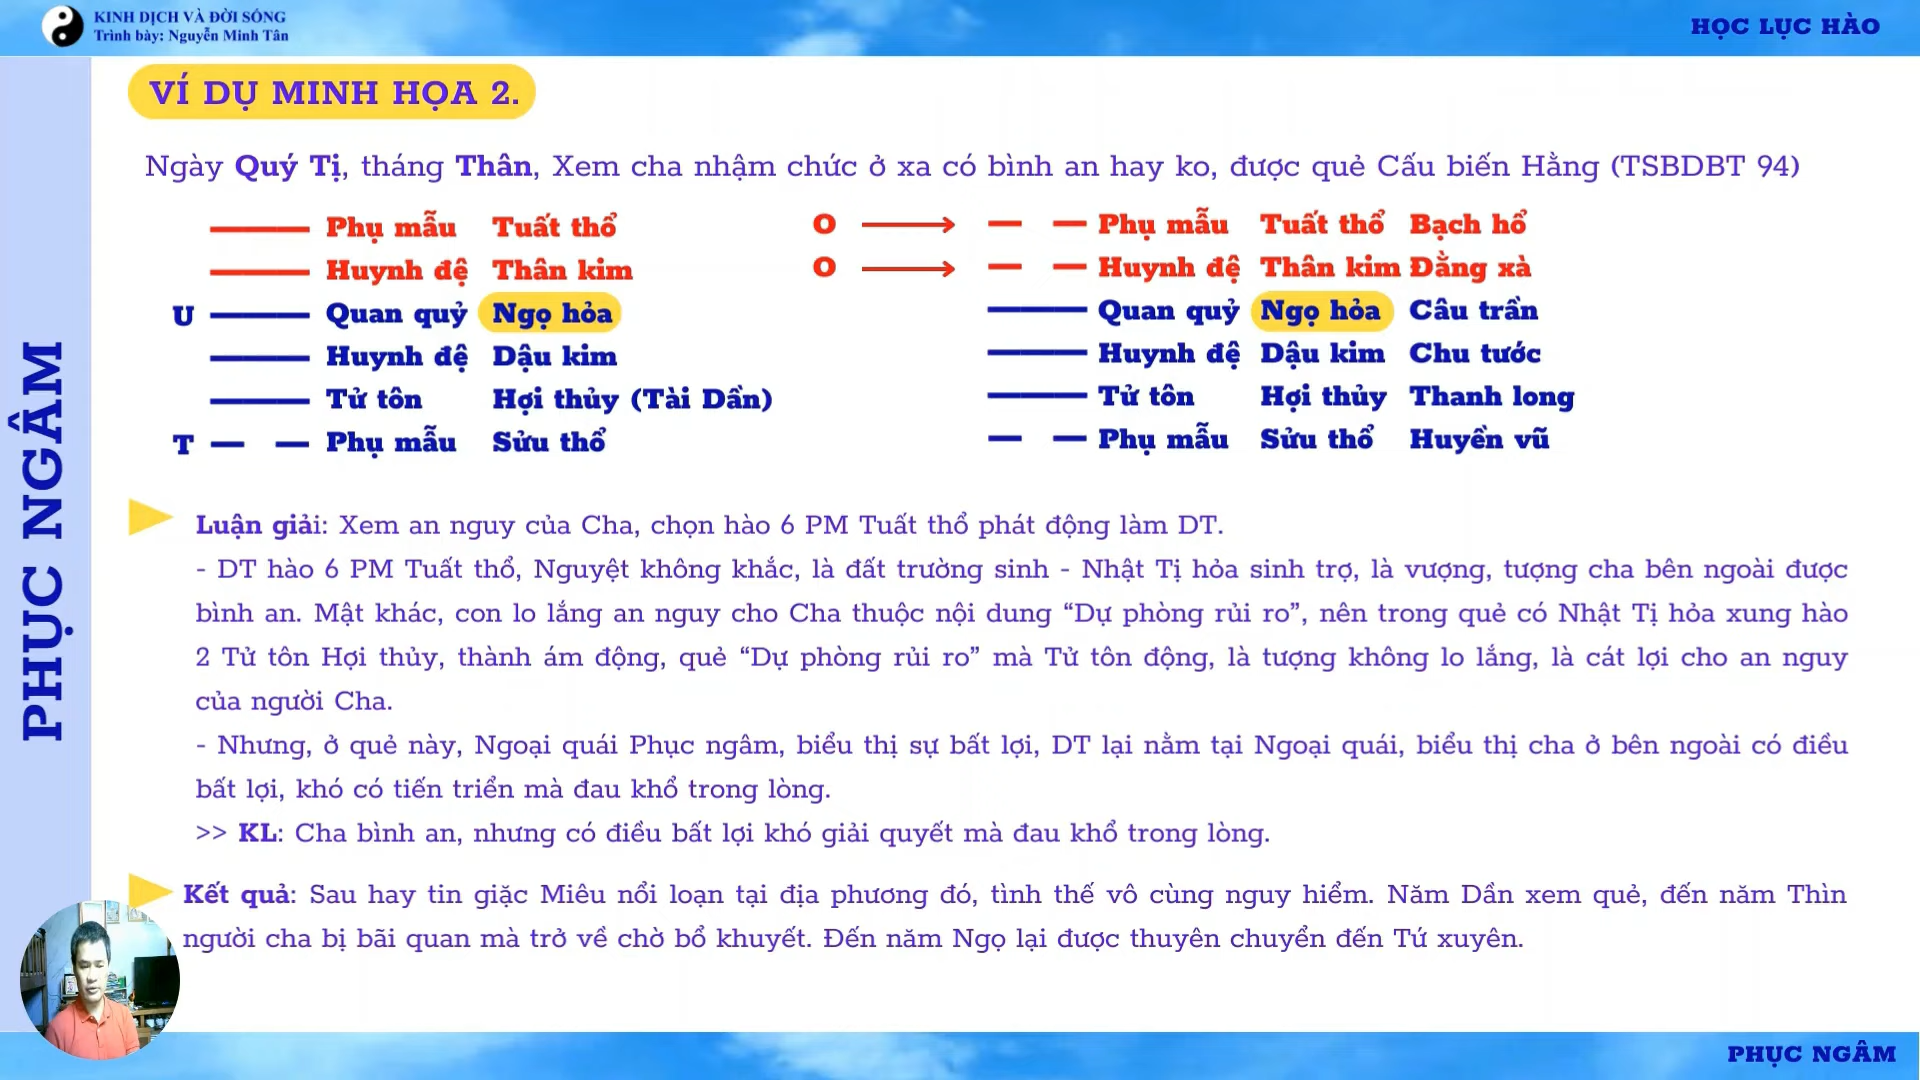 KINH DỊCH VÀ ĐỜI SỐNG
Trình bày: Nguyễn Minh Tân
HỌC LỤC HÀO
VÍ DỤ MINH HỌA 2.
Ngày Quý Tị, tháng Thân, Xem cha nhậm chức ở xa có bình an hay ko, được quẻ Cấu biến Hằng (TSBDBT 94)
Phụ mẫu Tuất thổ O Phụ mẫu Tuất thổ Bạch hổ
Huynh đệ Thân kim O Huynh đệ Thân kim Đằng xà
U Quan quỷ Ngọ hỏa Quan quỷ Ngọ hỏa Câu trần
Huynh đệ Dậu kim Huynh đệ Dậu kim Chu tước
Tử tôn Hợi thủy (Tài Dần) Tử tôn Hợi thủy Thanh long
T Phụ mẫu Sửu thổ Phụ mẫu Sửu thổ Huyền vũ
PHỤC NGÂM
Luận giải: Xem an nguy của Cha, chọn hào 6 PM Tuất thổ phát động làm DT.
- DT hào 6 PM Tuất thổ, Nguyệt không khắc, là đất trường sinh - Nhật Tị hỏa sinh trợ, là vượng, tượng cha bên ngoài được
bình an. Mật khác, con lo lắng an nguy cho Cha thuộc nội dung “Dự phòng rủi ro”, nên trong quẻ có Nhật Tị hỏa xung hào
2 Tử tôn Hợi thủy, thành ám động, quẻ “Dự phòng rủi ro” mà Tử tôn động, là tượng không lo lắng, là cát lợi cho an nguy
của người Cha.
- Nhưng, ở quẻ này, Ngoại quái Phục ngâm, biểu thị sự bất lợi, DT lại nằm tại Ngoại quái, biểu thị cha ở bên ngoài có điều
bất lợi, khó có tiến triển mà đau khổ trong lòng.
>> KL: Cha bình an, nhưng có điều bất lợi khó giải quyết mà đau khổ trong lòng.
Kết quả: Sau hay tin giặc Miêu nổi loạn tại địa phương đó, tình thế vô cùng nguy hiểm. Năm Dần xem quẻ, đến năm Thìn
người cha bị bãi quan mà trở về chờ bổ khuyết. Đến năm Ngọ lại được thuyên chuyển đến Tứ xuyên.
PHỤC NGÂM